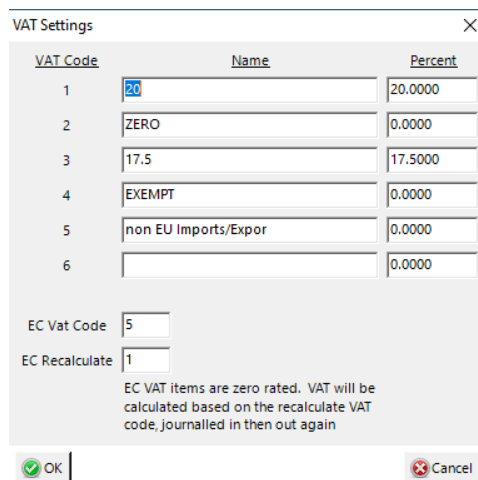 VAT Settings
VAT Code Name Percent
1 20 20.0000
2 ZERO 0.0000
3 17.5 17.5000
4 EXEMPT 0.0000
5 non EU Imports/Expor 0.0000
6 0.0000
EC Vat Code 5
EC Recalculate 1
EC VAT items are zero rated. VAT will be
calculated based on the recalculate VAT
code, journalled in then out again
OK Cancel